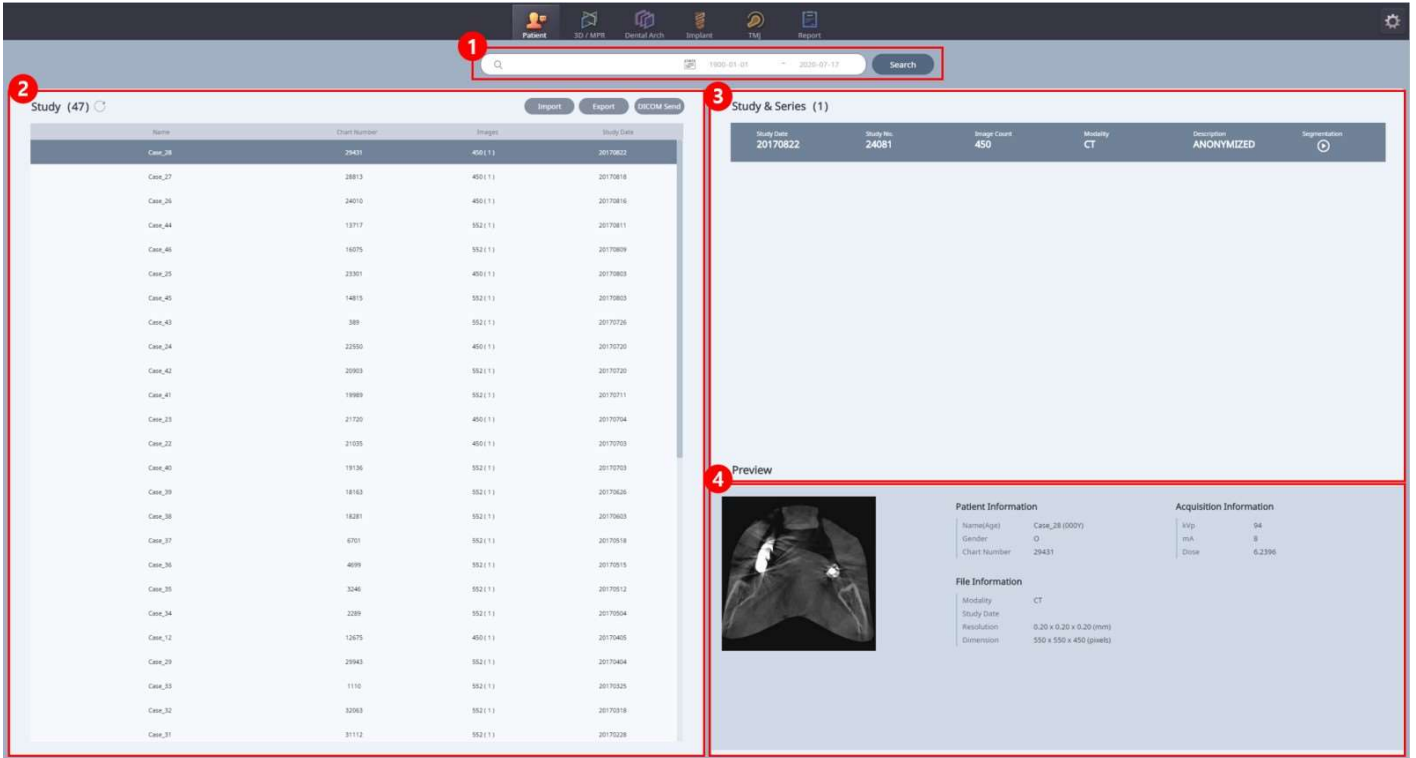 Patient 3D / MPR Dental Arch Implant TMJ Report
1
1900-01-01 ~ 2020-07-17 Search
2
Study (47) Import Export DICOM Send
Name Chart Number Images Study Date
Case_28 29431 450 ( 1 ) 20170822
Case_27 28813 450 ( 1 ) 20170818
Case_26 24010 450 ( 1 ) 20170816
Case_44 13717 552 ( 1 ) 20170811
Case_46 16075 552 ( 1 ) 20170809
Case_25 23301 450 ( 1 ) 20170803
Case_45 14815 552 ( 1 ) 20170803
Case_43 389 552 ( 1 ) 20170726
Case_24 22550 450 ( 1 ) 20170720
Case_42 20903 552 ( 1 ) 20170720
Case_41 19989 552 ( 1 ) 20170711
Case_23 21720 450 ( 1 ) 20170704
Case_22 21035 450 ( 1 ) 20170703
Case_40 19136 552 ( 1 ) 20170703
Case_39 18163 552 ( 1 ) 20170626
Case_38 18281 552 ( 1 ) 20170603
Case_37 6701 552 ( 1 ) 20170518
Case_36 4699 552 ( 1 ) 20170515
Case_35 3246 552 ( 1 ) 20170512
Case_34 2289 552 ( 1 ) 20170504
Case_12 12675 450 ( 1 ) 20170405
Case_29 29943 552 ( 1 ) 20170404
Case_33 1110 552 ( 1 ) 20170325
Case_32 32063 552 ( 1 ) 20170318
Case_31 31112 552 ( 1 ) 20170228
3
Study & Series (1)
Study Date Study No. Image Count Modality Description Segmentation
20170822 24081 450 CT ANONYMIZED
Preview
4
Patient Information
Name(Age) Case_28 (000Y)
Gender O
Chart Number 29431
File Information
Modality CT
Study Date
Resolution 0.20 x 0.20 x 0.20 (mm)
Dimension 550 x 550 x 450 (pixels)
Acquisition Information
kVp 94
mA 8
Dose 6.2396